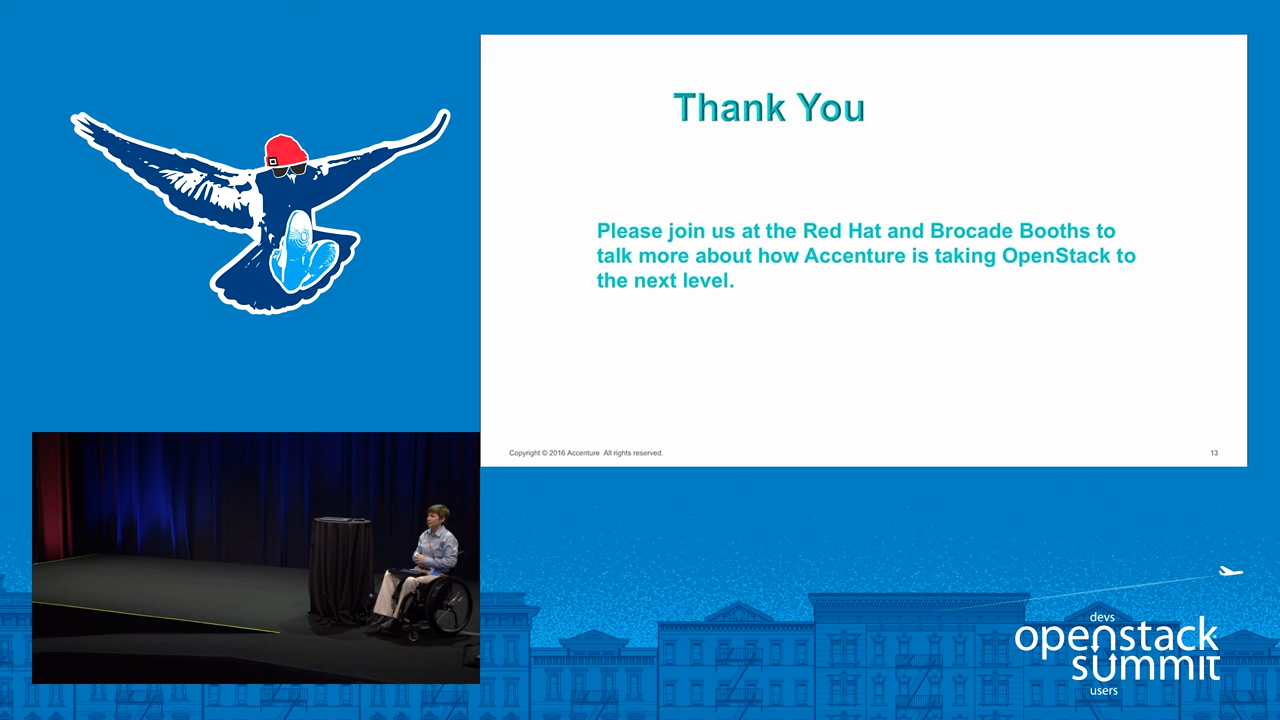 Thank You
Please join us at the Red Hat and Brocade Booths to
talk more about how Accenture is taking OpenStack to
the next level.
Copyright © 2016 Accenture All rights reserved.
13
devs
openstack
summit
users